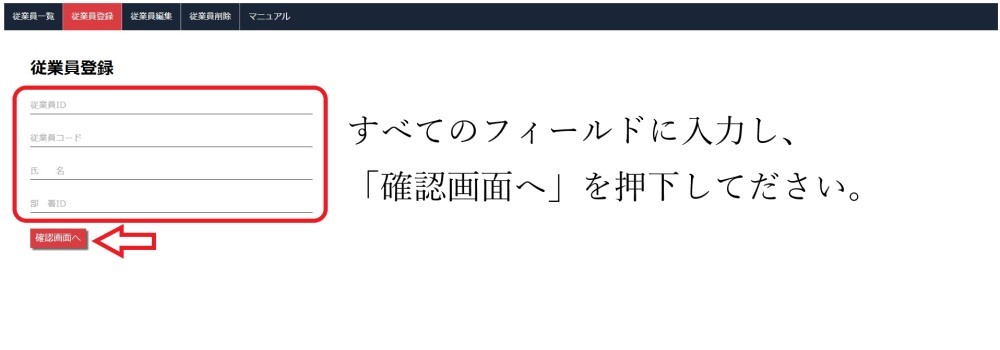 従業員一覧 従業員登録 従業員編集 従業員削除 マニュアル
従業員登録
従業員ID
従業員コード
氏　名
部　署ID
確認画面へ
すべてのフィールドに入力し、
「確認画面へ」を押下してださい。